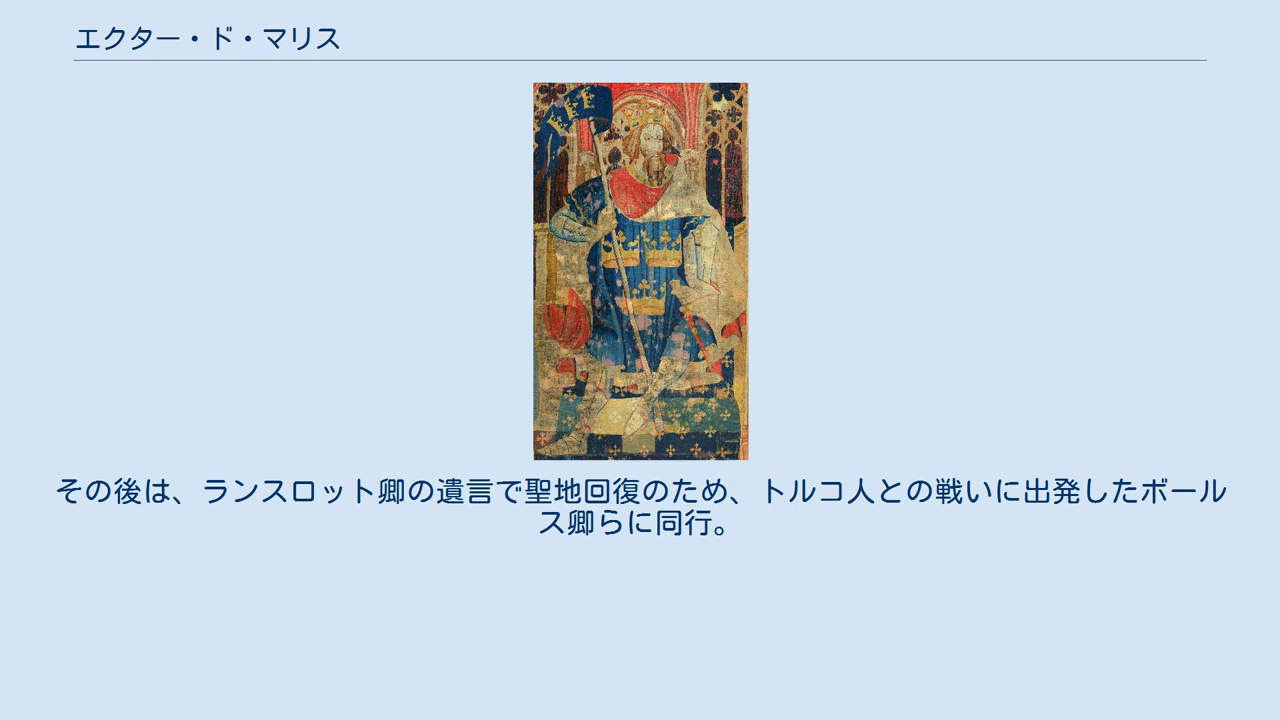 エクター・ド・マリス
その後は、ランスロット卿の遺言で聖地回復のため、トルコ人との戦いに出発したボール
ス卿らに同行。